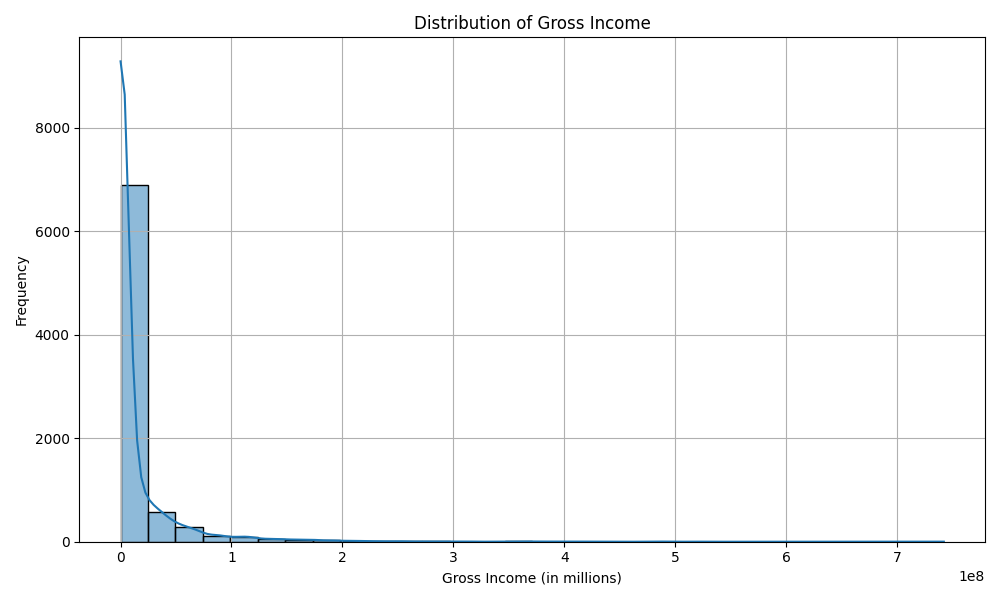 Distribution of Gross Income
Frequency
8000
6000
4000
2000
0
0 1 2 3 4 5 6 7
1e8
Gross Income (in millions)